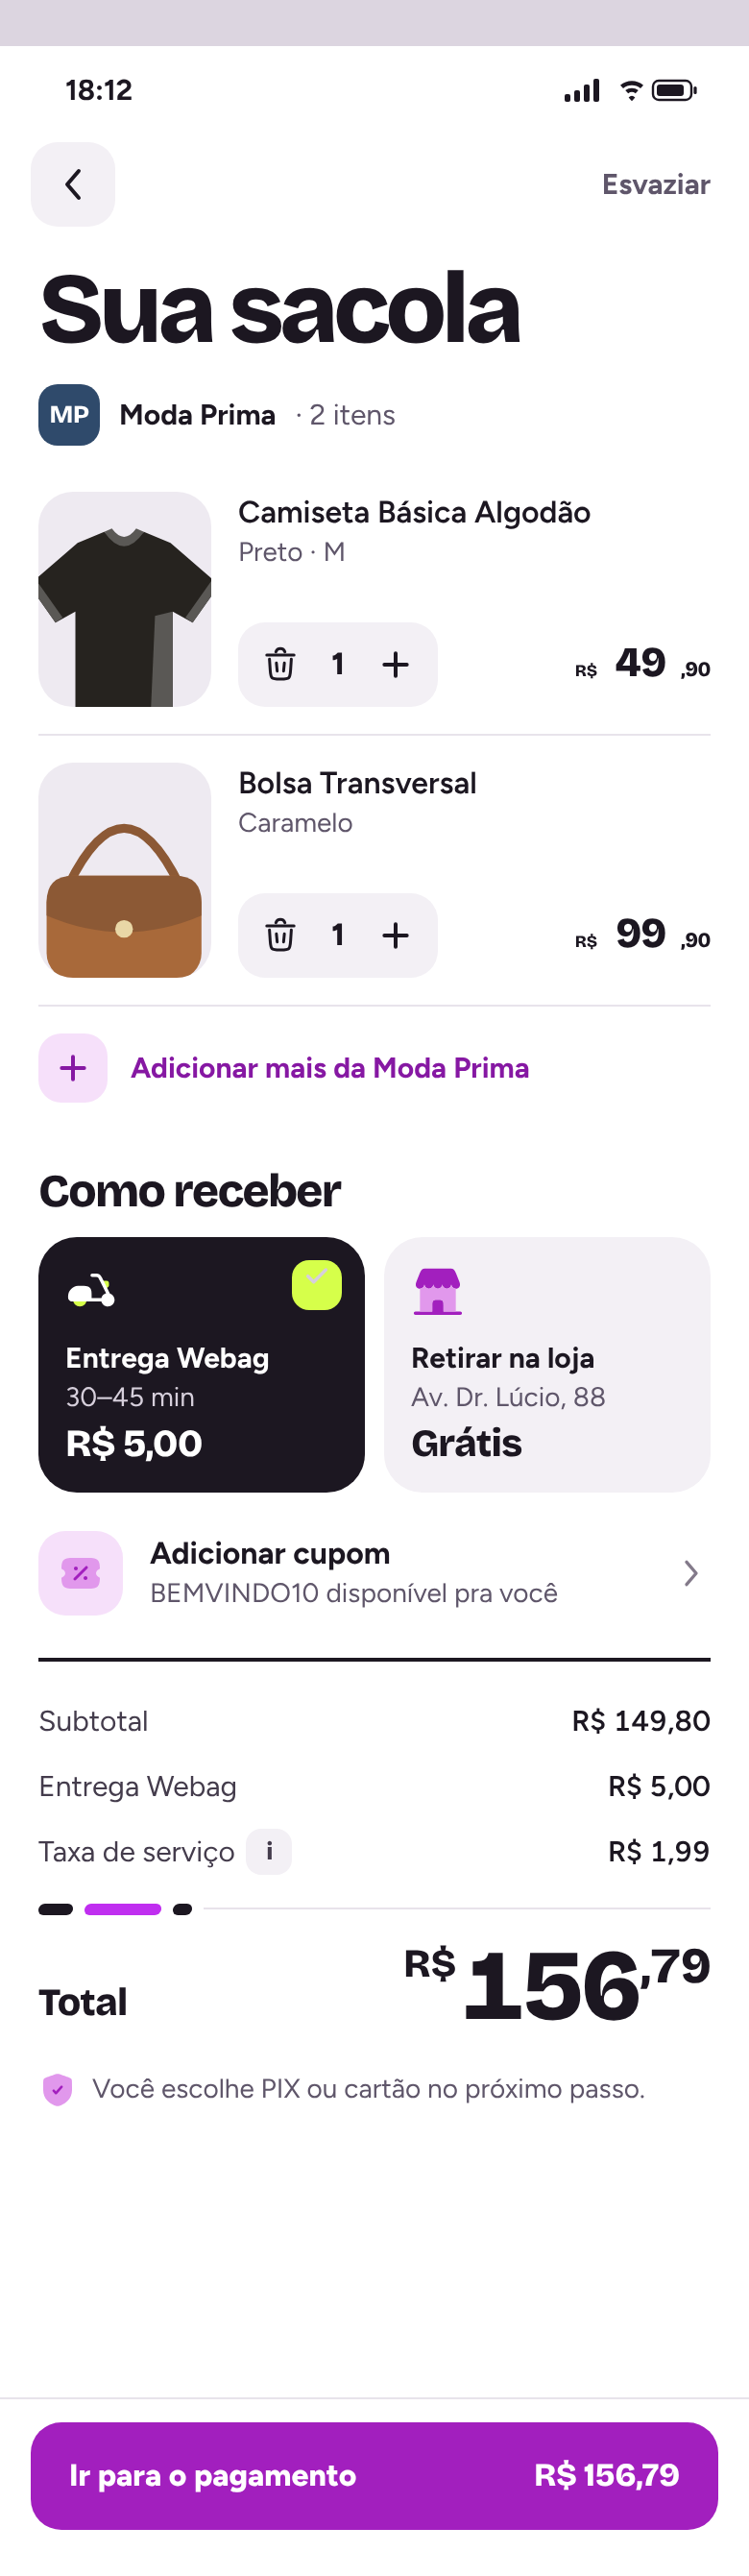 18:12
Esvaziar
Sua sacola
MP Moda Prima · 2 itens
Camiseta Básica Algodão
Preto · M
1 R$ 49 ,90
Bolsa Transversal
Caramelo
1 R$ 99 ,90
Adicionar mais da Moda Prima
Como receber
Entrega Webag
30–45 min
R$ 5,00
Retirar na loja
Av. Dr. Lúcio, 88
Grátis
Adicionar cupom
BEMVINDO10 disponível pra você
Subtotal R$ 149,80
Entrega Webag R$ 5,00
Taxa de serviço i R$ 1,99
Total R$ 156,79
Você escolhe PIX ou cartão no próximo passo.
Ir para o pagamento R$ 156,79